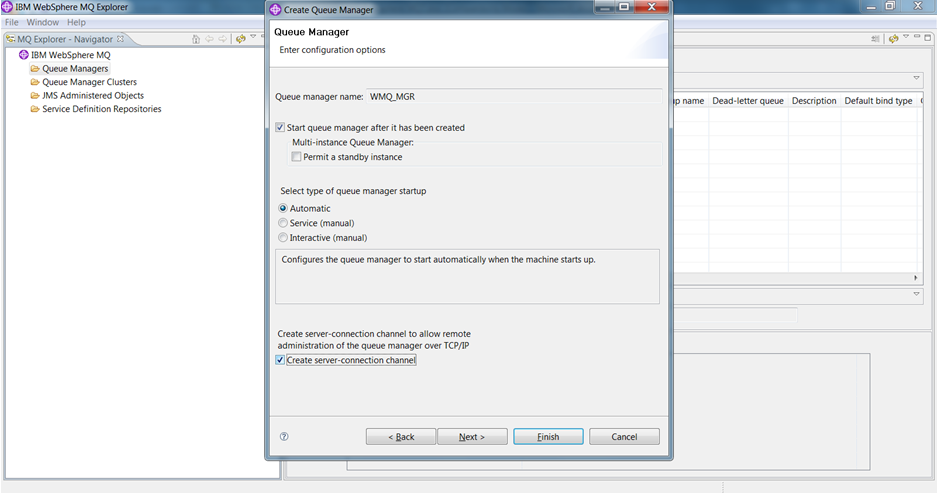 IBM WebSphere MQ Explorer
File Window Help
MQ Explorer - Navigator
IBM WebSphere MQ
Queue Managers
Queue Manager Clusters
JMS Administered Objects
Service Definition Repositories
Create Queue Manager
Queue Manager
Enter configuration options
Queue manager name: WMQ_MGR
Start queue manager after it has been created
Multi-instance Queue Manager:
Permit a standby instance
Select type of queue manager startup
Automatic
Service (manual)
Interactive (manual)
Configures the queue manager to start automatically when the machine starts up.
Create server-connection channel to allow remote
administration of the queue manager over TCP/IP
Create server-connection channel
< Back Next > Finish Cancel
name Dead-letter queue Description Default bind type